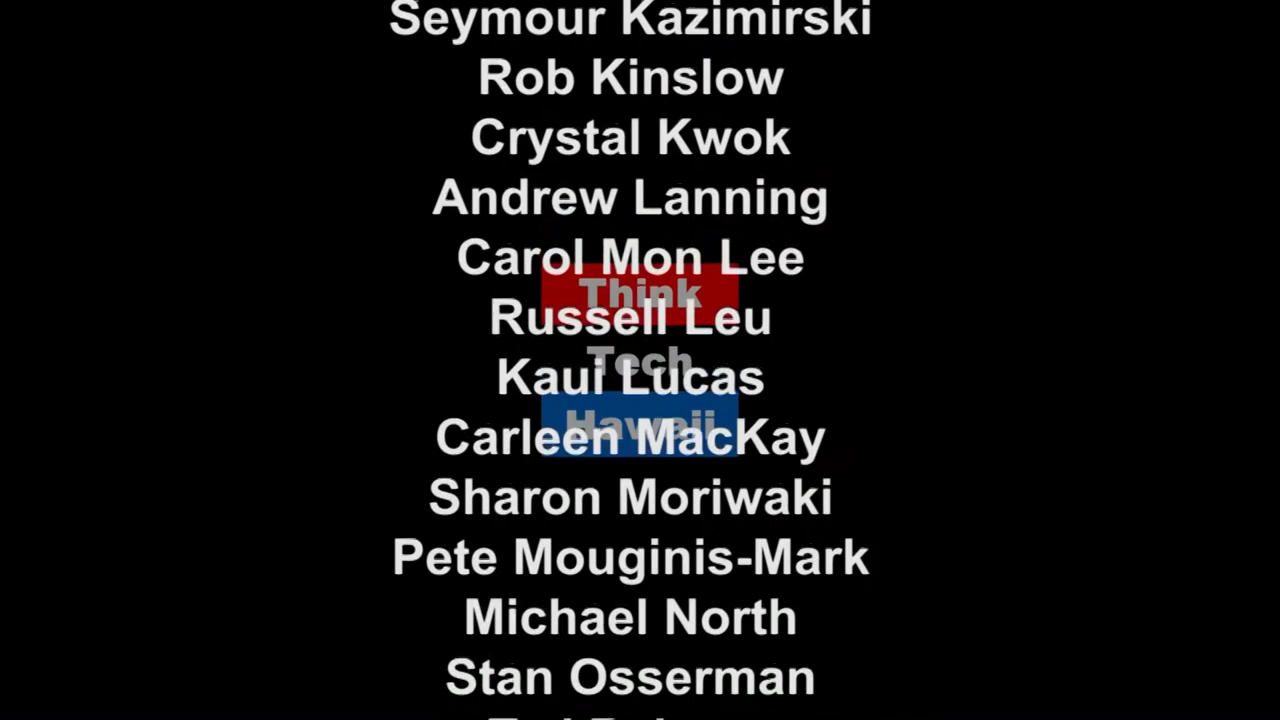 Seymour Kazimirski
Rob Kinslow
Crystal Kwok
Andrew Lanning
Carol Mon Lee
Think
Russell Leu
Tech
Kaui Lucas
Hawaii
Carleen MacKay
Sharon Moriwaki
Pete Mouginis-Mark
Michael North
Stan Osserman